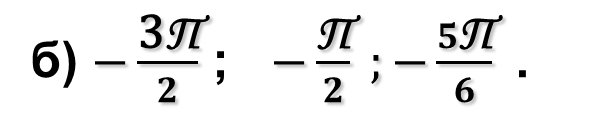 б) − 3π/2 ; − π/2 ; − 5π/6 .